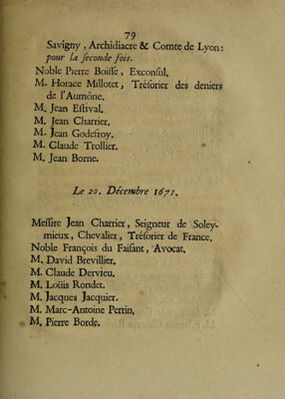 79
Savigny , Archidiacre & Comte de Lyon:
pour la ſeconde fois.
Noble Pierre Boiſſe , Exconſul.
M. Horace Millotet , Tréſorier des deniers
de l'Aumône.
M. Jean Eſtival.
M. Jean Charrier.
M. Jean Godefroy.
M. Claude Trollier.
M. Jean Borne.
Le 20. Décembre 1671.
Meſſire Jean Charrier, Seigneur de Soley-
mieux, Chevalier, Tréſorier de France.
Noble François du Faiſant, Avocat.
M. David Brevillier.
M. Claude Dervieu.
M. Loüis Rondet.
M. Jacques Jacquier.
M. Marc-Antoine Perrin.
M. Pierre Borde.